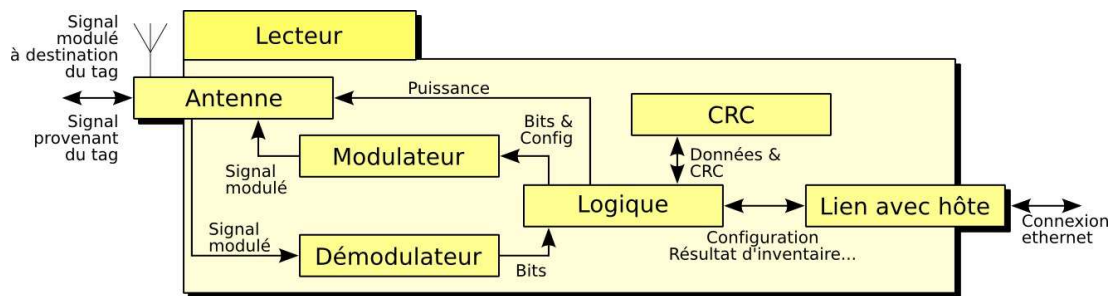 Signal
modulé
à destination
du tag
Lecteur
Antenne
Puissance
CRC
Signal
provenant
du tag
Bits &
Config
Modulateur
Données &
CRC
Signal
modulé
Logique
Lien avec hôte
Signal
modulé
Connexion
ethernet
Configuration
Résultat d'inventaire...
Démodulateur
Bits